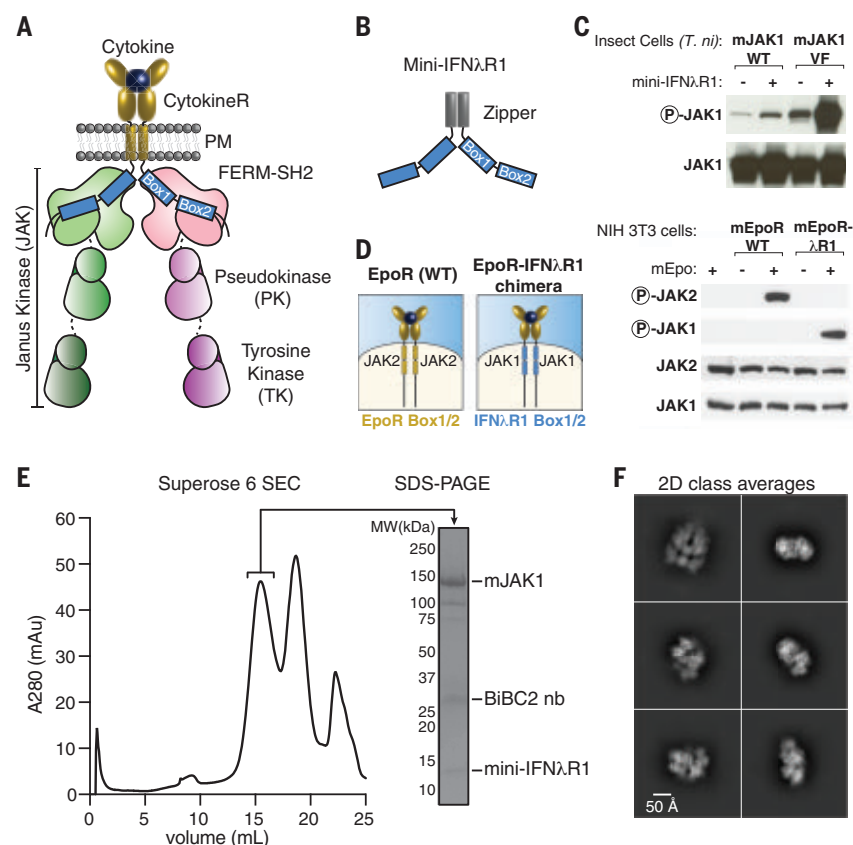 A
Cytokine
CytokineR
PM
FERM-SH2
Box1
Box2
Janus Kinase (JAK)
Pseudokinase
(PK)
Tyrosine
Kinase
(TK)
B
Mini-IFNλR1
Zipper
Box1
Box2
C
Insect Cells (T. ni): mJAK1 WT mJAK1 VF
mini-IFNλR1: - + - +
P-JAK1
JAK1
NIH 3T3 cells: mEpoR WT mEpoR-λR1
mEpo: + - + - +
P-JAK2
P-JAK1
JAK2
JAK1
D
EpoR (WT)
EpoR-IFNλR1
chimera
JAK2 JAK2
JAK1 JAK1
EpoR Box1/2
IFNλR1 Box1/2
E
Superose 6 SEC
SDS-PAGE
A280 (mAu)
60
50
40
30
20
10
0
0 5 10 15 20 25
volume (mL)
MW(kDa)
250
150
100
75
50
37
25
20
15
10
mJAK1
BiBC2 nb
mini-IFNλR1
F
2D class averages
50 Å